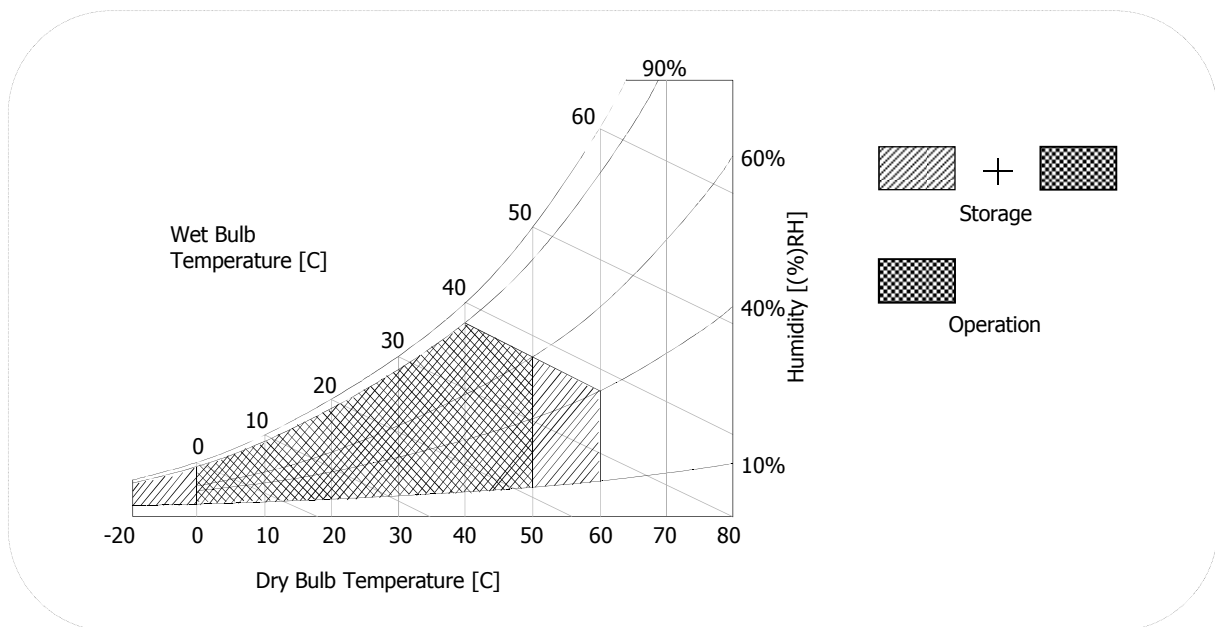 90%
60
60%
50
Wet Bulb
Temperature [C]
40
40%
30
20
10
0
10%
Humidity [(%)RH]
-20 0 10 20 30 40 50 60 70 80
Dry Bulb Temperature [C]
+
Storage
Operation